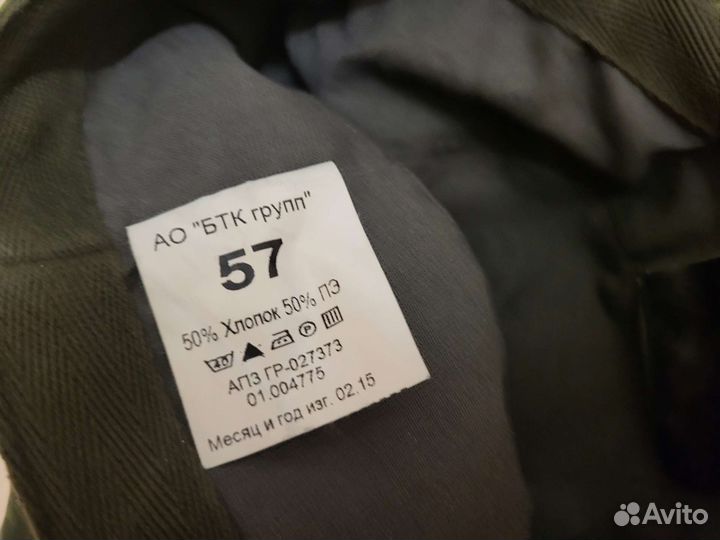 АО "БТК групп"
57
50% Хлопок 50% ПЭ
40 P
АПЗ ГР-027373
01.004775
Месяц и год изг. 02.15
Avito